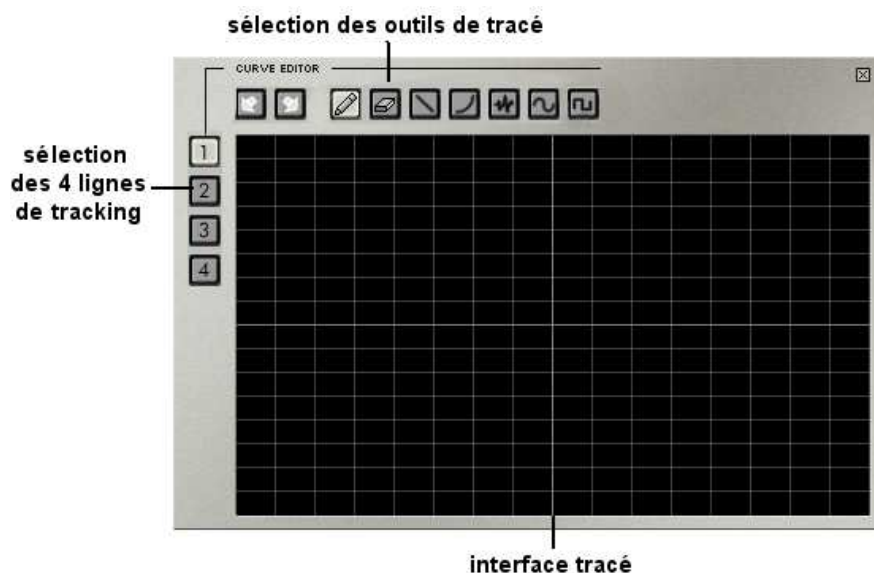 sélection des outils de tracé
CURVE EDITOR
1
sélection
des 4 lignes
de tracking
2
3
4
interface tracé